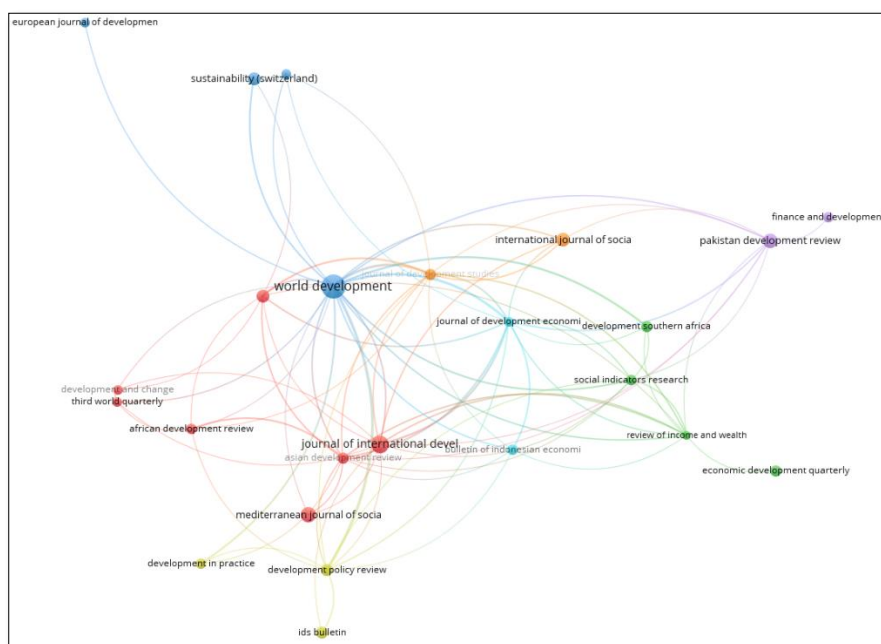 european journal of developmen
sustainability (switzerland)
finance and development
international journal of socia
pakistan development review
journal of development studies
world development
journal of development economi
development southern africa
social indicators research
development and change
third world quarterly
african development review
review of income and wealth
journal of international devel.
bulletin of indonesian economi
asian development review
economic development quarterly
mediterranean journal of socia
development in practice
development policy review
ids bulletin